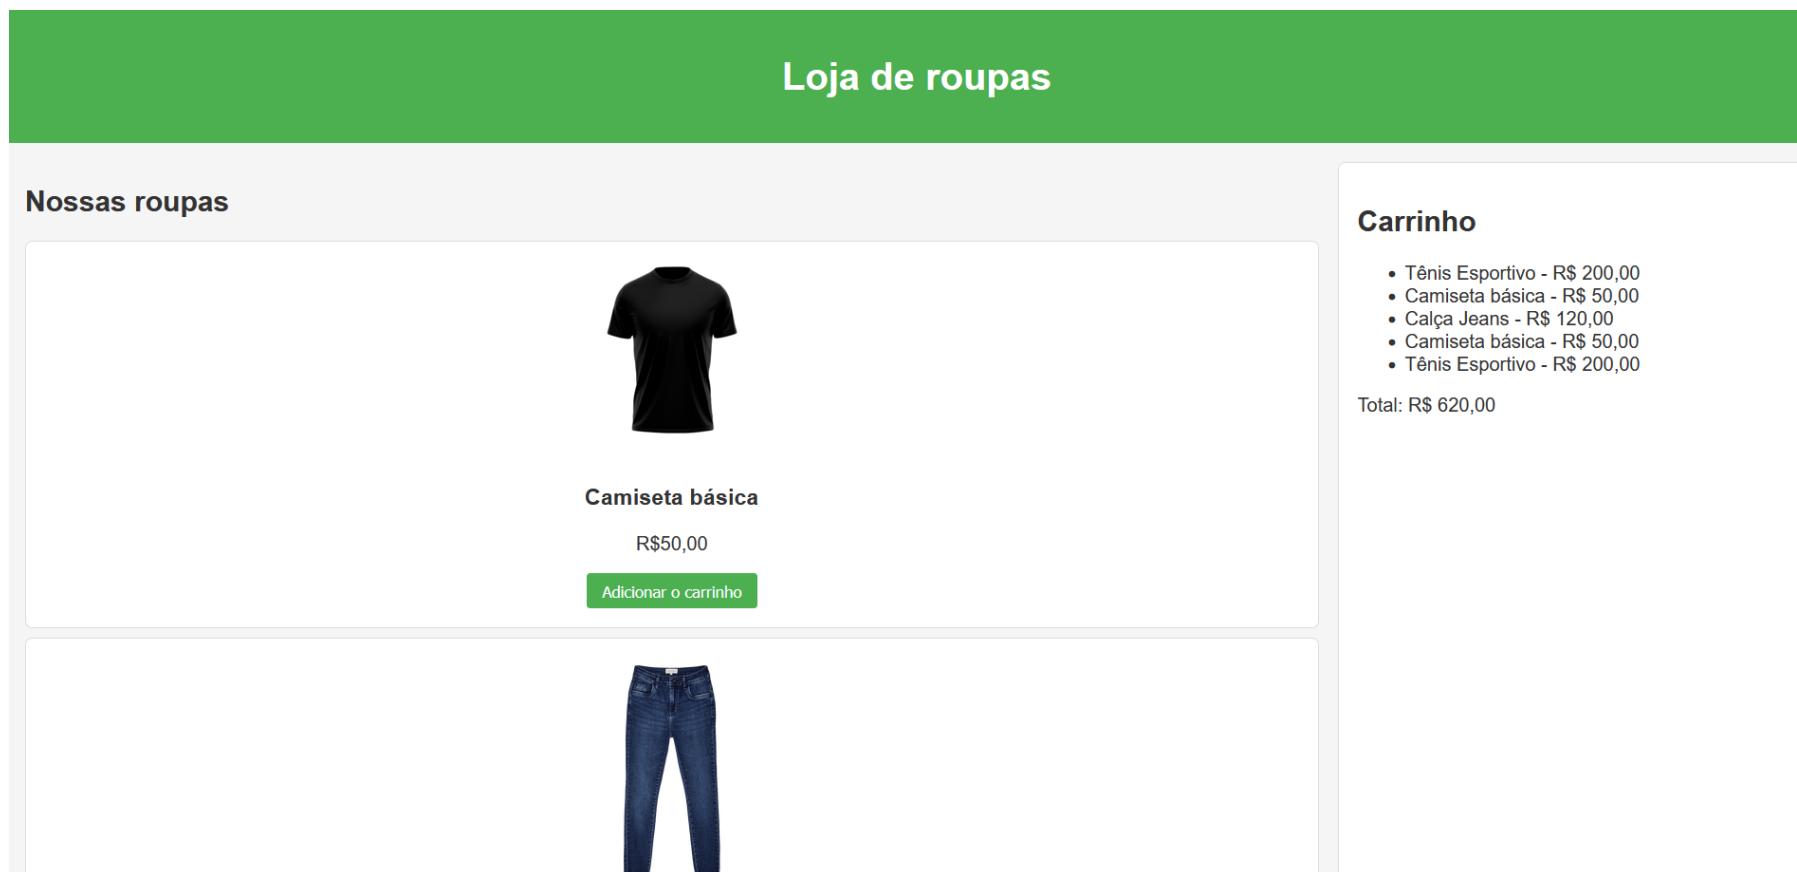 Loja de roupas
Nossas roupas
Camiseta básica
R$50,00
Adicionar o carrinho
Carrinho
Tênis Esportivo - R$ 200,00
Camiseta básica - R$ 50,00
Calça Jeans - R$ 120,00
Camiseta básica - R$ 50,00
Tênis Esportivo - R$ 200,00
Total: R$ 620,00